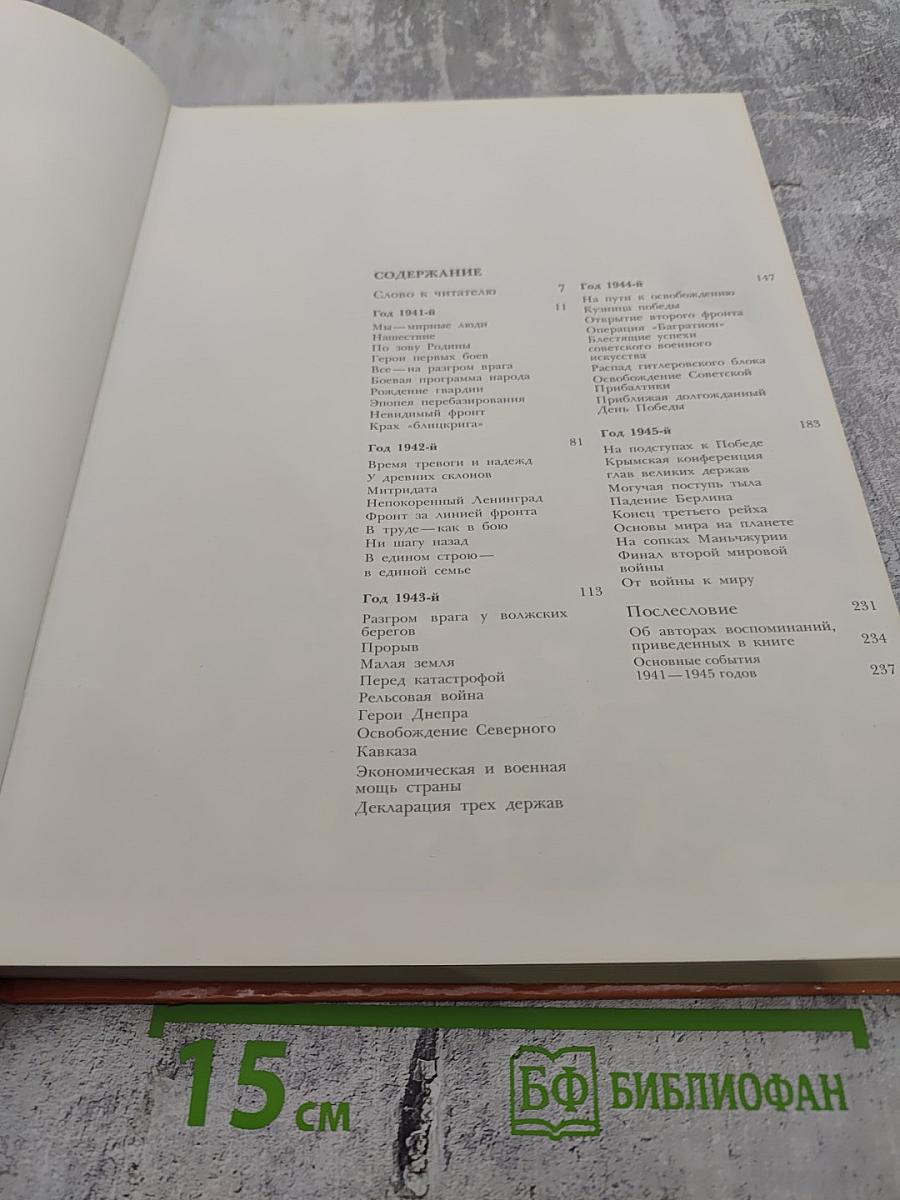 СОДЕРЖАНИЕ
Слово к читателю 7
Год 1941-й 11
Мы — мирные люди
Нашествие
По зову Родины
Герои первых боев
Все — на разгром врага
Боевая программа народа
Рождение гвардии
Эпопея перебазирования
Невидимый фронт
Крах «блицкрига»
Год 1942-й 81
Время тревоги и надежд
У древних склонов
Митридата
Непокоренный Ленинград
Фронт за линией фронта
В труде — как в бою
Ни шагу назад
В едином строю —
в единой семье
Год 1943-й 113
Разгром врага у волжских
берегов
Прорыв
Малая земля
Перед катастрофой
Рельсовая война
Герои Днепра
Освобождение Северного
Кавказа
Экономическая и военная
мощь страны
Декларация трех держав
Год 1944-й 147
На пути к освобождению
Кузница победы
Открытие второго фронта
Операция «Багратион»
Блестящие успехи
советского военного
искусства
Распад гитлеровского блока
Освобождение Советской
Прибалтики
Приближая долгожданный
День Победы
Год 1945-й 183
На подступах к Победе
Крымская конференция
глав великих держав
Могучая поступь тыла
Падение Берлина
Конец третьего рейха
Основы мира на планете
На сопках Маньчжурии
Финал второй мировой
войны
От войны к миру
Послесловие 231
Об авторах воспоминаний,
приведенных в книге 234
Основные события
1941 — 1945 годов 237
15 см
БФ БИБЛИОФАН